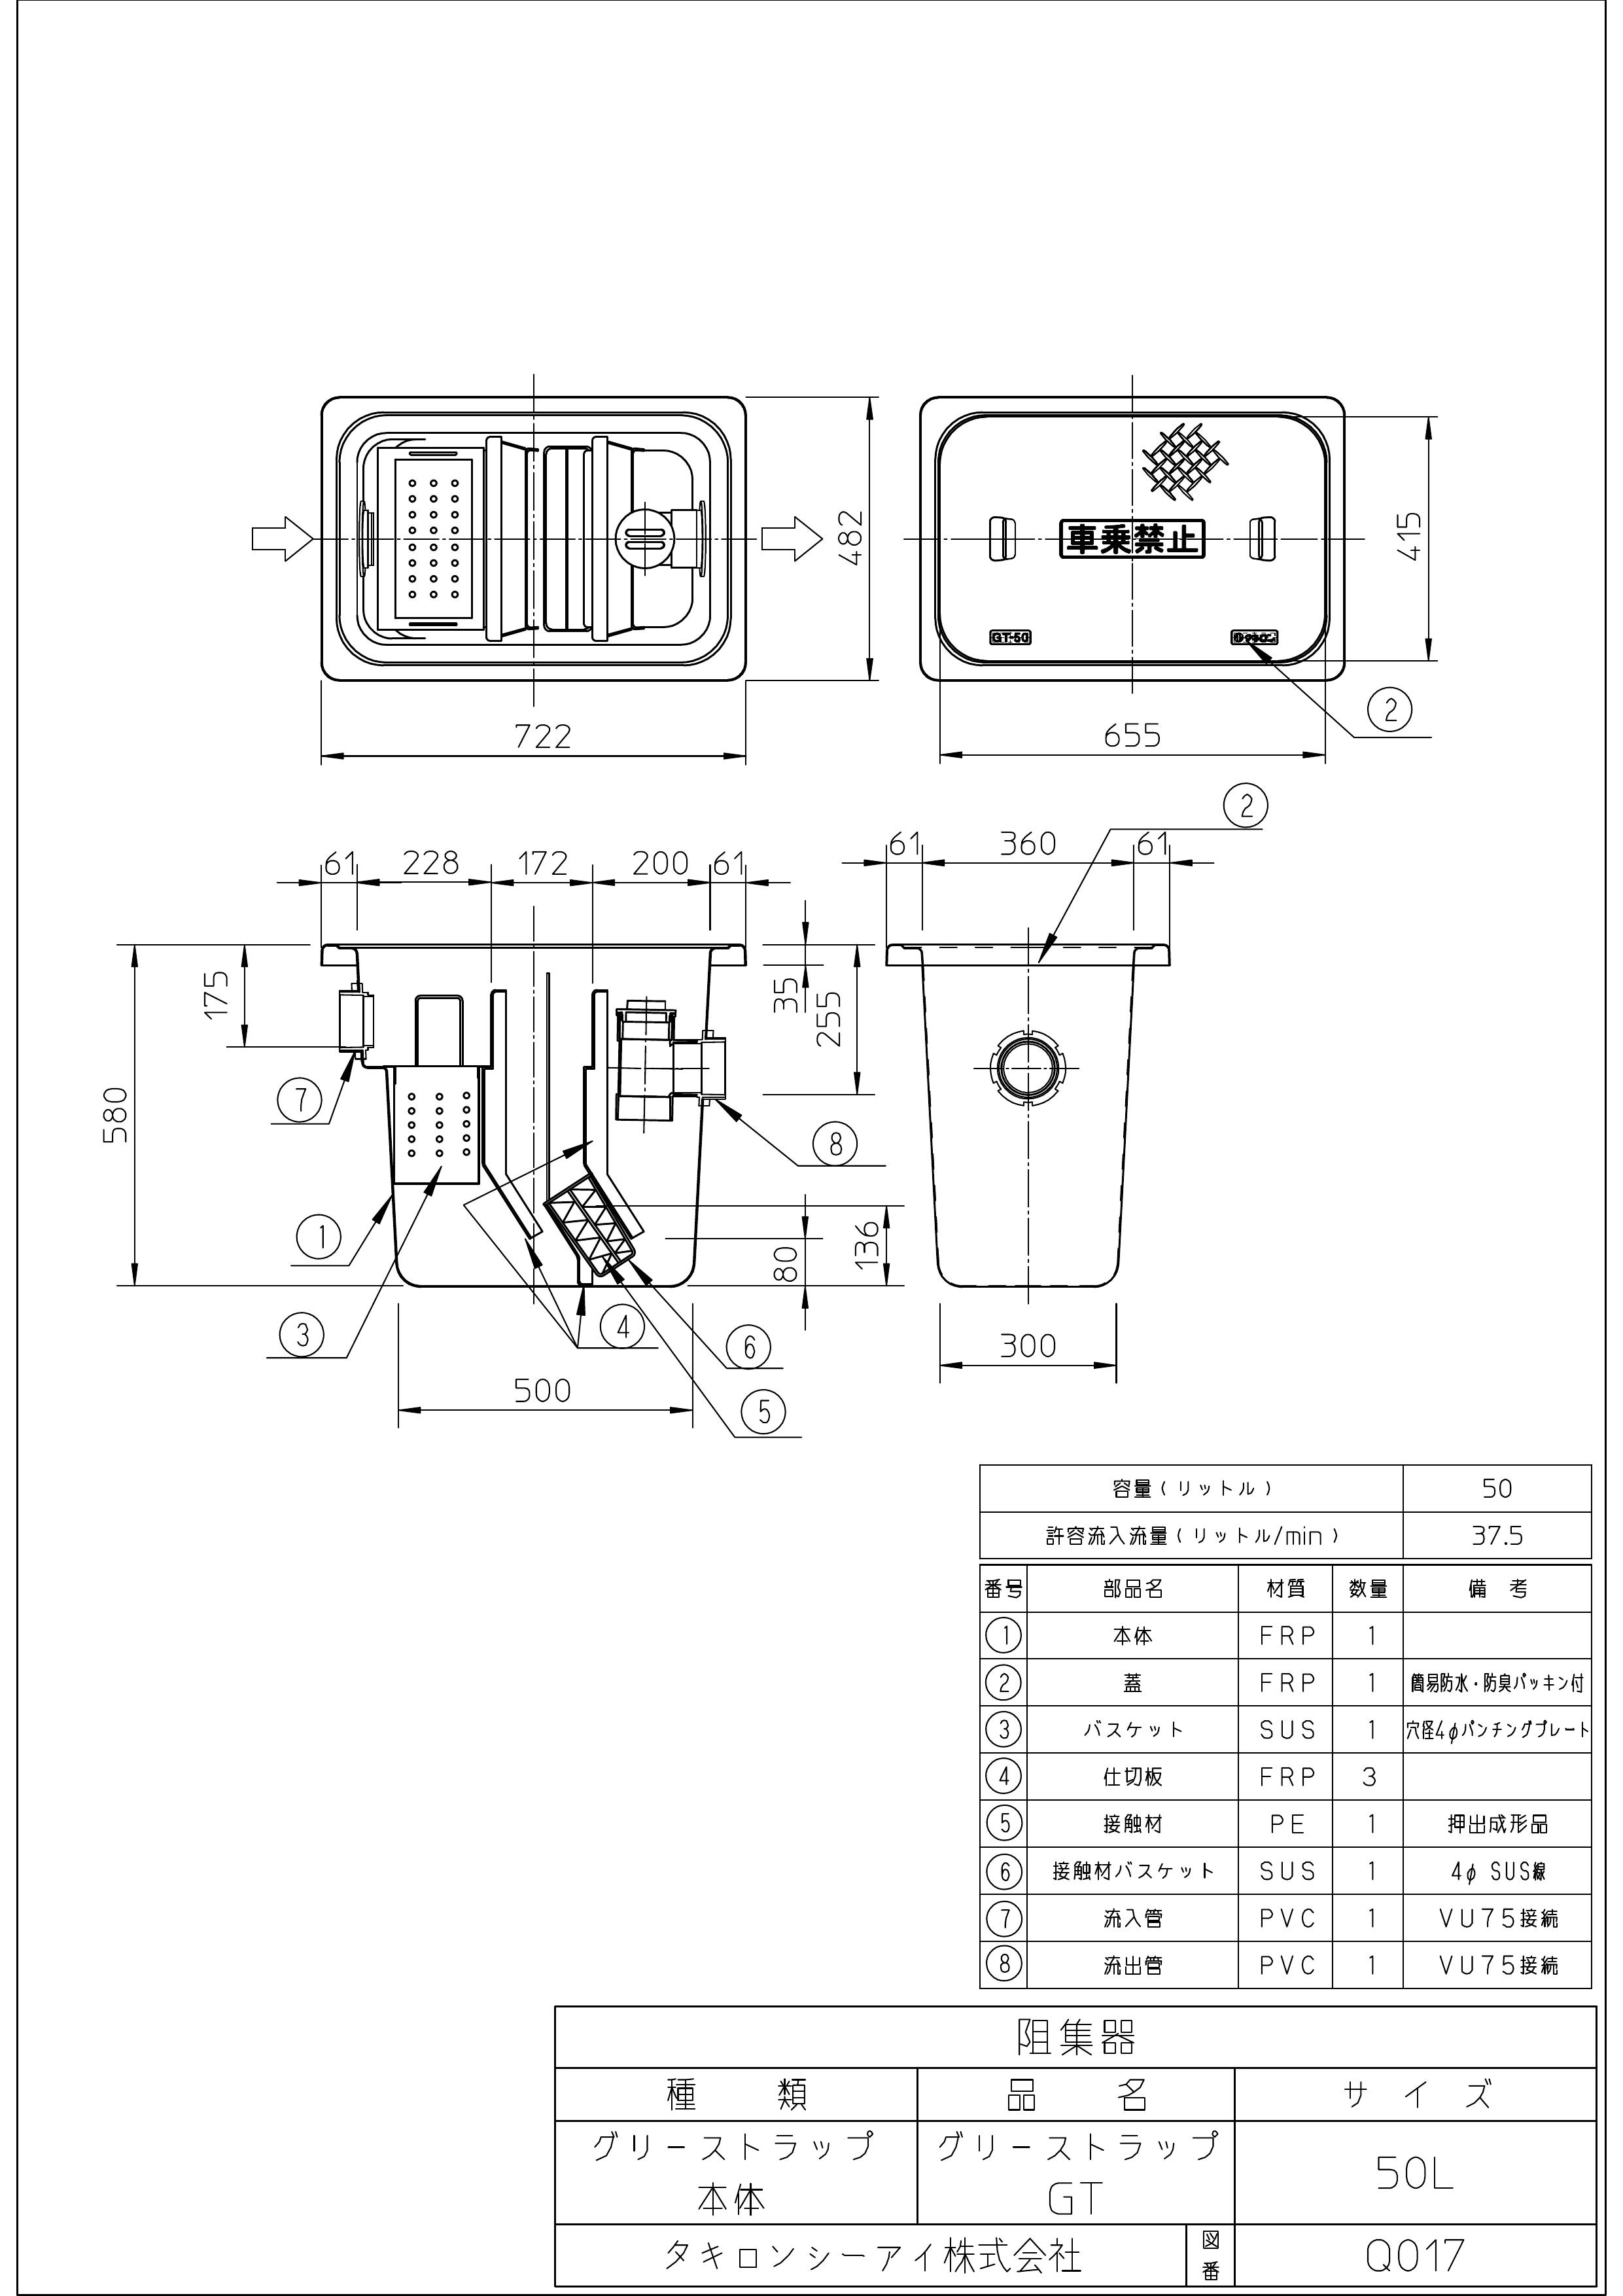 482
722
車乗禁止
GT-50
415
655
2
2
61 228 172 200 61
61 360 61
175
580
35
255
7
8
1
136
80
3
4
6
5
500
300
容量(リットル) 50
許容流入流量(リットル/min) 37.5
番号 部品名 材質 数量 備 考
1 本体 FRP 1
2 蓋 FRP 1 簡易防水・防臭パッキン付
3 バスケット SUS 1 穴径4φパンチングプレート
4 仕切板 FRP 3
5 接触材 PE 1 押出成形品
6 接触材バスケット SUS 1 4φ SUS線
7 流入管 PVC 1 VU75接続
8 流出管 PVC 1 VU75接続
阻集器
種 類 品 名 サ イ ズ
グリーストラップ グリーストラップ
本体 GT 50L
タキロンシーアイ株式会社 図番 Q017